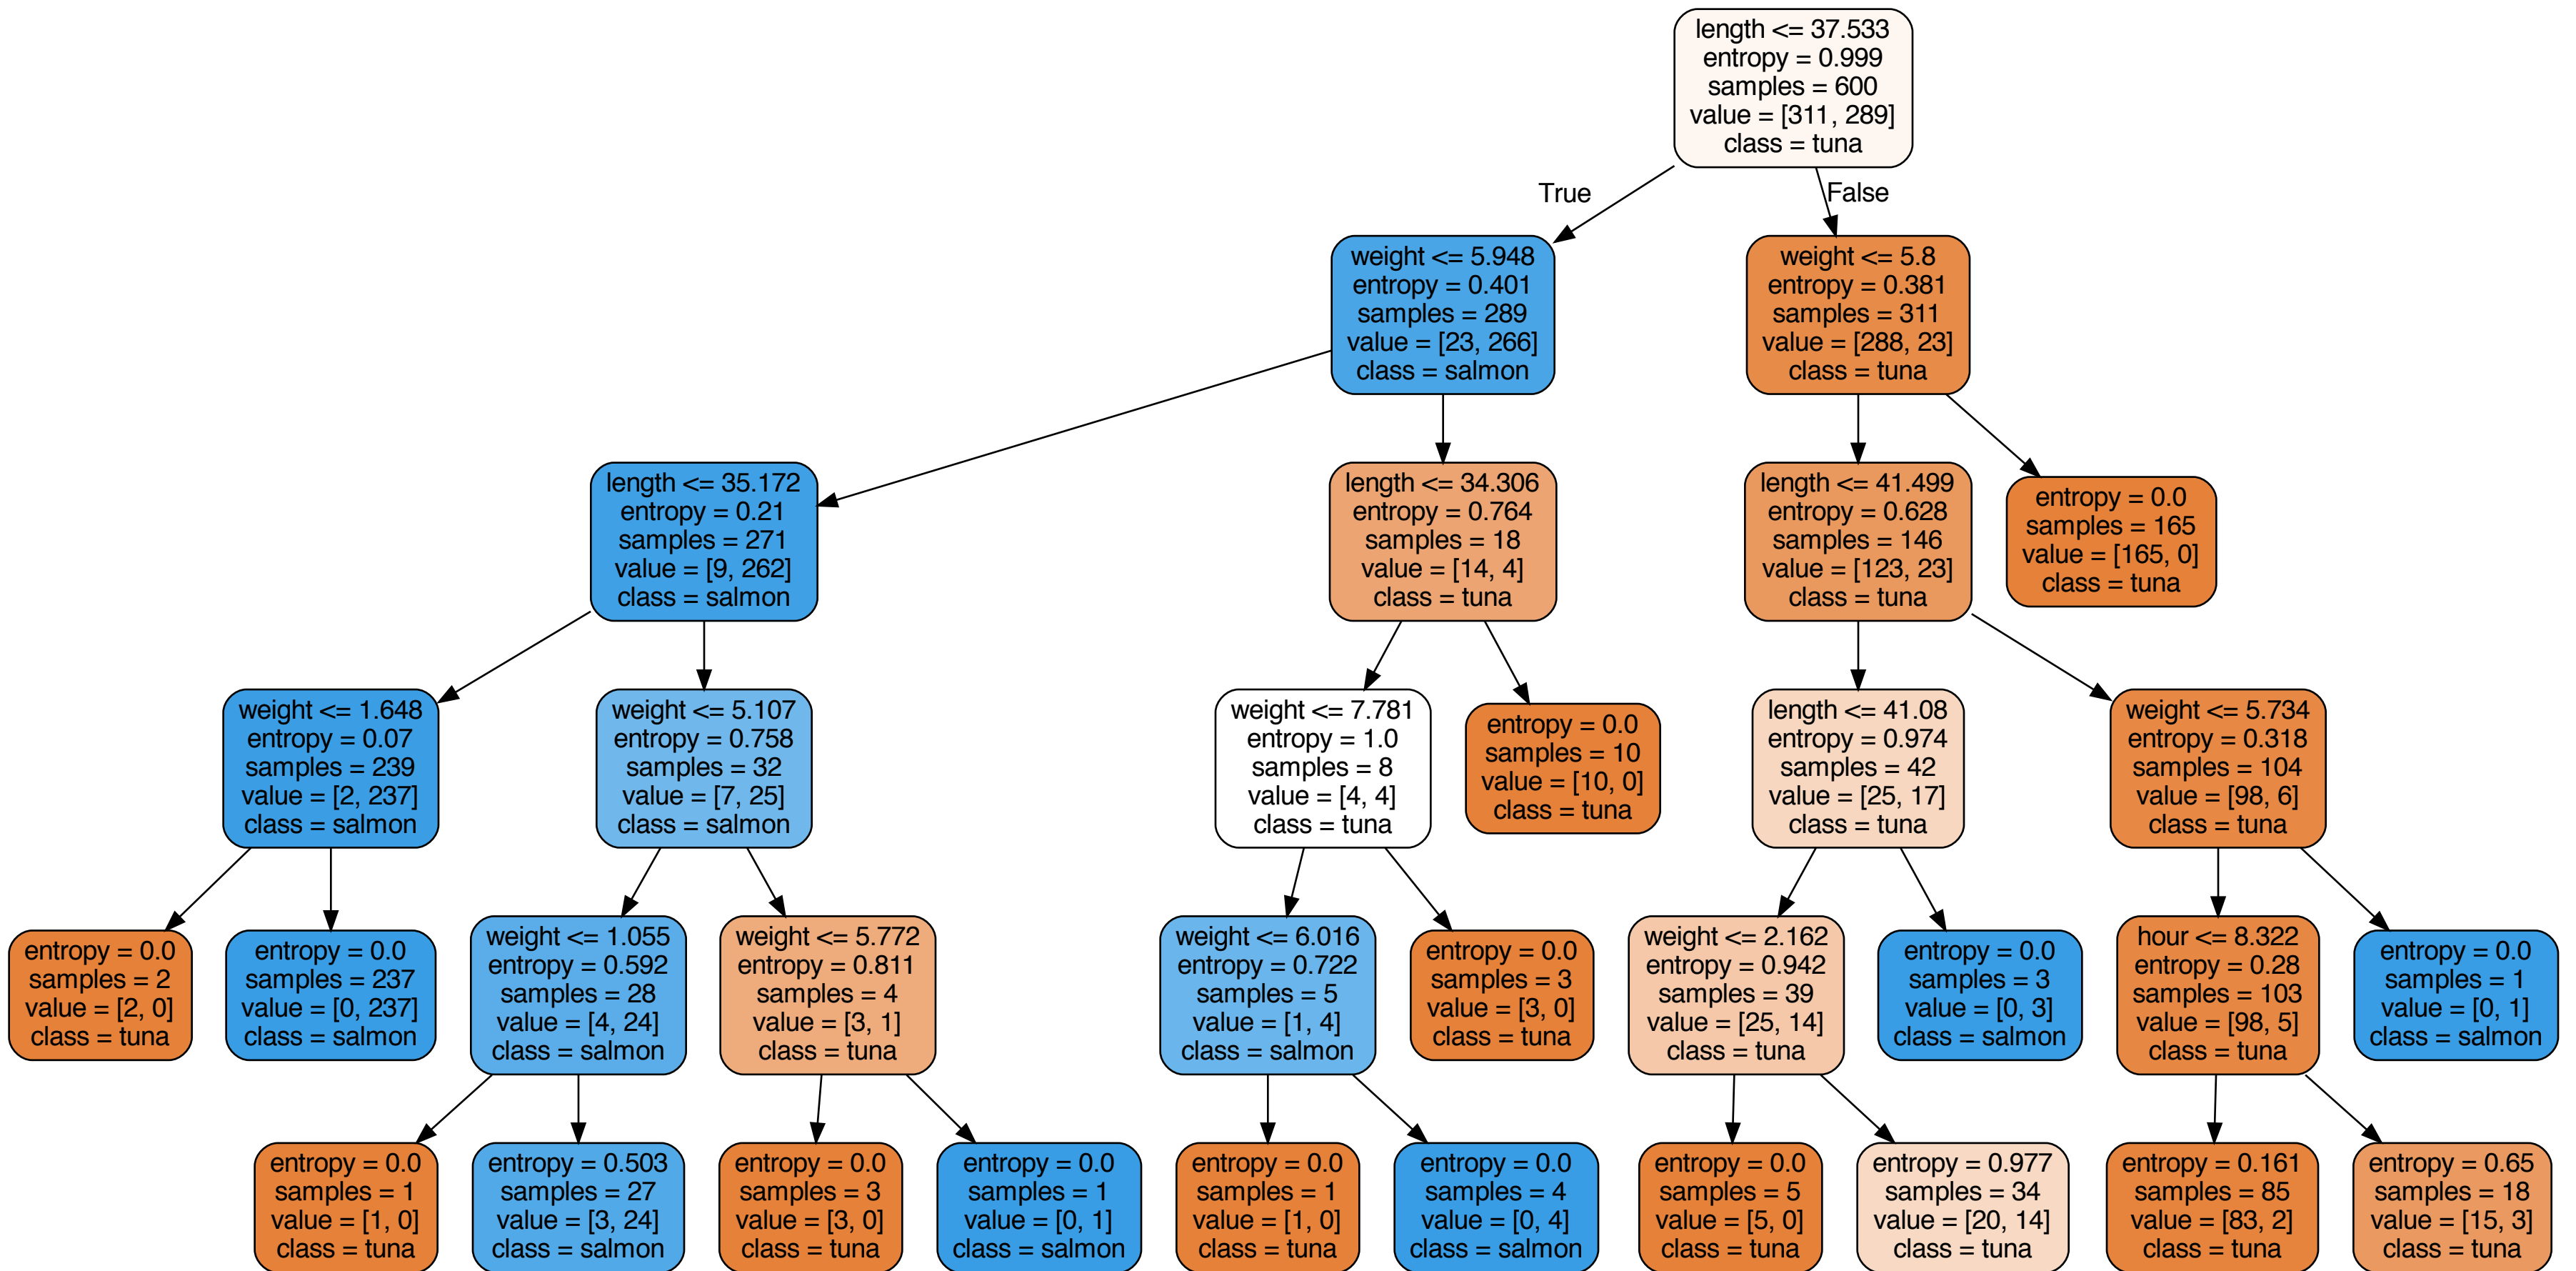 length <= 37.533
entropy = 0.999
samples = 600
value = [311, 289]
class = tuna
True
False
weight <= 5.948
entropy = 0.401
samples = 289
value = [23, 266]
class = salmon
weight <= 5.8
entropy = 0.381
samples = 311
value = [288, 23]
class = tuna
length <= 35.172
entropy = 0.21
samples = 271
value = [9, 262]
class = salmon
length <= 34.306
entropy = 0.764
samples = 18
value = [14, 4]
class = tuna
length <= 41.499
entropy = 0.628
samples = 146
value = [123, 23]
class = tuna
entropy = 0.0
samples = 165
value = [165, 0]
class = tuna
weight <= 1.648
entropy = 0.07
samples = 239
value = [2, 237]
class = salmon
weight <= 5.107
entropy = 0.758
samples = 32
value = [7, 25]
class = salmon
weight <= 7.781
entropy = 1.0
samples = 8
value = [4, 4]
class = tuna
entropy = 0.0
samples = 10
value = [10, 0]
class = tuna
length <= 41.08
entropy = 0.974
samples = 42
value = [25, 17]
class = tuna
weight <= 5.734
entropy = 0.318
samples = 104
value = [98, 6]
class = tuna
entropy = 0.0
samples = 2
value = [2, 0]
class = tuna
entropy = 0.0
samples = 237
value = [0, 237]
class = salmon
weight <= 1.055
entropy = 0.592
samples = 28
value = [4, 24]
class = salmon
weight <= 5.772
entropy = 0.811
samples = 4
value = [3, 1]
class = tuna
weight <= 6.016
entropy = 0.722
samples = 5
value = [1, 4]
class = salmon
entropy = 0.0
samples = 3
value = [3, 0]
class = tuna
weight <= 2.162
entropy = 0.942
samples = 39
value = [25, 14]
class = tuna
entropy = 0.0
samples = 3
value = [0, 3]
class = salmon
hour <= 8.322
entropy = 0.28
samples = 103
value = [98, 5]
class = tuna
entropy = 0.0
samples = 1
value = [0, 1]
class = salmon
entropy = 0.0
samples = 1
value = [1, 0]
class = tuna
entropy = 0.503
samples = 27
value = [3, 24]
class = salmon
entropy = 0.0
samples = 3
value = [3, 0]
class = tuna
entropy = 0.0
samples = 1
value = [0, 1]
class = salmon
entropy = 0.0
samples = 1
value = [1, 0]
class = tuna
entropy = 0.0
samples = 4
value = [0, 4]
class = salmon
entropy = 0.0
samples = 5
value = [5, 0]
class = tuna
entropy = 0.977
samples = 34
value = [20, 14]
class = tuna
entropy = 0.161
samples = 85
value = [83, 2]
class = tuna
entropy = 0.65
samples = 18
value = [15, 3]
class = tuna